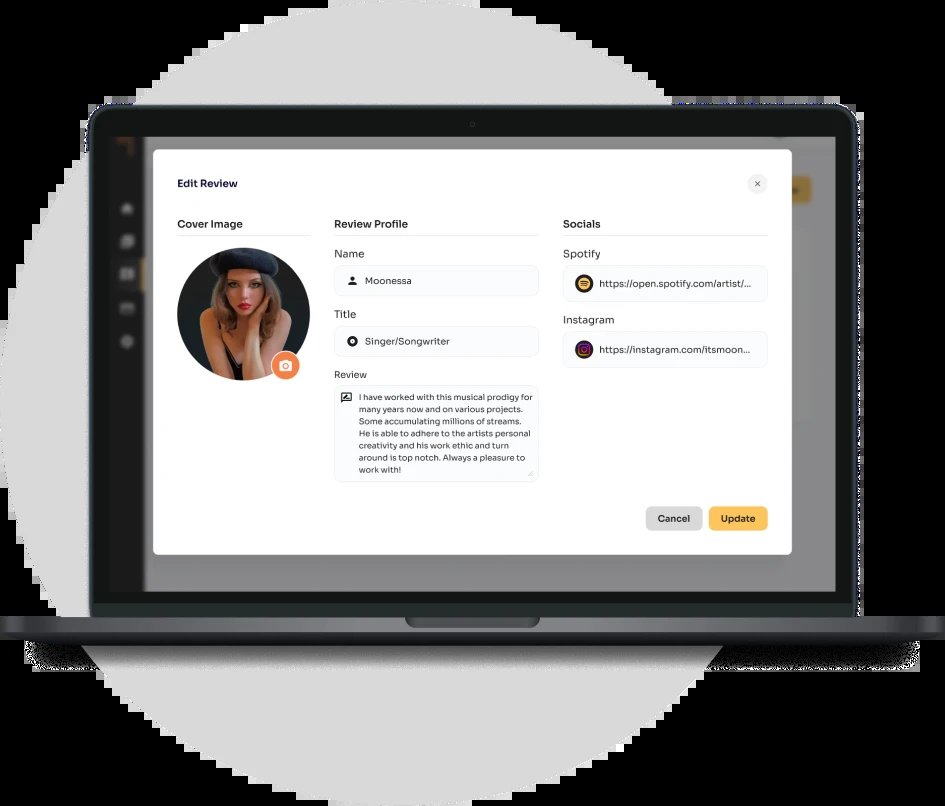 Edit Review
Cover Image
Review Profile
Name
Moonessa
Title
Singer/Songwriter
Review
I have worked with this musical prodigy for
many years now and on various projects.
Some accumulating millions of streams.
He is able to adhere to the artists personal
creativity and his work ethic and turn
around is top notch. Always a pleasure to
work with!
Socials
Spotify
https://open.spotify.com/artist/...
Instagram
https://instagram.com/itsmoon...
Cancel
Update